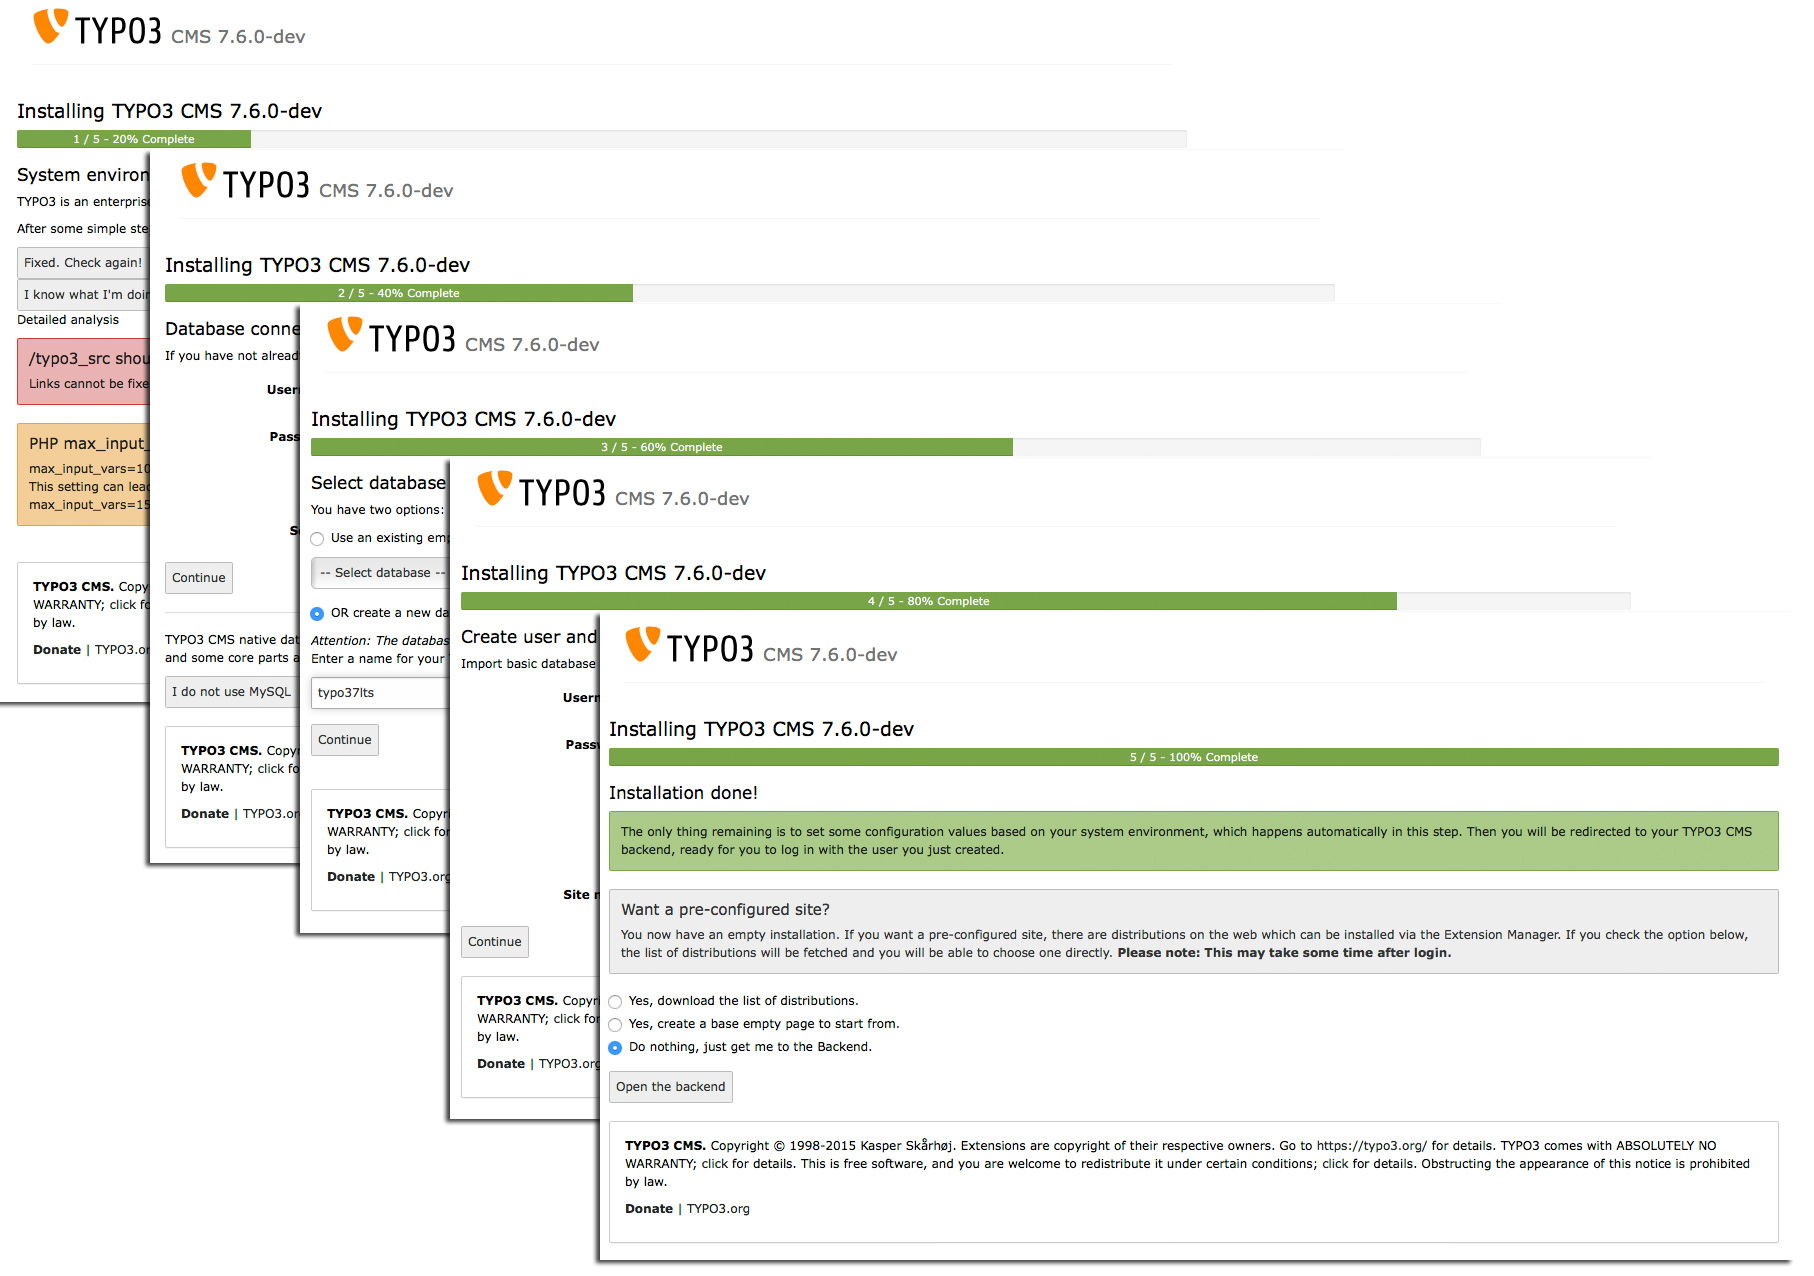 TYPO3 CMS 7.6.0-dev
Installing TYPO3 CMS 7.6.0-dev
1 / 5 - 20% Complete
System environ
TYPO3 is an enterprise
After some simple ste
Fixed. Check again!
I know what I'm doin
Detailed analysis
/typo3_src shou
Links cannot be fixe
PHP max_input_
max_input_vars=10
This setting can lead
max_input_vars=15
TYPO3 CMS. Copy
WARRANTY; click fo
by law.
Donate | TYPO3.or
TYPO3 CMS 7.6.0-dev
Installing TYPO3 CMS 7.6.0-dev
2 / 5 - 40% Complete
Database conne
If you have not alread
Usern
Pass
Continue
TYPO3 CMS native dat
and some core parts a
I do not use MySQL
TYPO3 CMS. Copyr
WARRANTY; click fo
by law.
Donate | TYPO3.or
TYPO3 CMS 7.6.0-dev
Installing TYPO3 CMS 7.6.0-dev
3 / 5 - 60% Complete
Select database
You have two options:
Use an existing emp
-- Select database --
OR create a new da
Attention: The databas
Enter a name for your
typo37lts
Continue
TYPO3 CMS. Copyri
WARRANTY; click for
by law.
Donate | TYPO3.org
TYPO3 CMS 7.6.0-dev
Installing TYPO3 CMS 7.6.0-dev
4 / 5 - 80% Complete
Create user and
Import basic database
Usern
Passw
Site n
Continue
TYPO3 CMS. Copyri
WARRANTY; click for
by law.
Donate | TYPO3.org
TYPO3 CMS 7.6.0-dev
Installing TYPO3 CMS 7.6.0-dev
5 / 5 - 100% Complete
Installation done!
The only thing remaining is to set some configuration values based on your system environment, which happens automatically in this step. Then you will be redirected to your TYPO3 CMS
backend, ready for you to log in with the user you just created.
Want a pre-configured site?
You now have an empty installation. If you want a pre-configured site, there are distributions on the web which can be installed via the Extension Manager. If you check the option below,
the list of distributions will be fetched and you will be able to choose one directly. Please note: This may take some time after login.
Yes, download the list of distributions.
Yes, create a base empty page to start from.
Do nothing, just get me to the Backend.
Open the backend
TYPO3 CMS. Copyright © 1998-2015 Kasper Skårhøj. Extensions are copyright of their respective owners. Go to https://typo3.org/ for details. TYPO3 comes with ABSOLUTELY NO
WARRANTY; click for details. This is free software, and you are welcome to redistribute it under certain conditions; click for details. Obstructing the appearance of this notice is prohibited
by law.
Donate | TYPO3.org